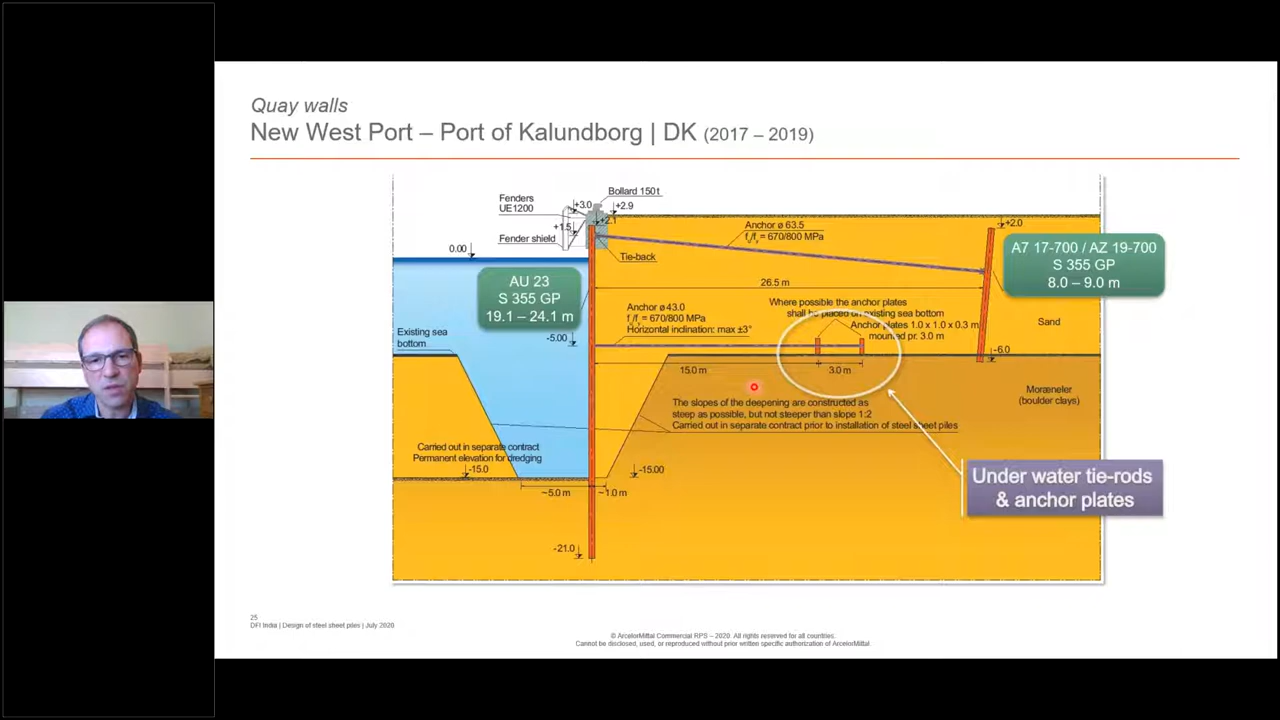 Quay walls
New West Port – Port of Kalundborg | DK (2017 – 2019)
Fenders
UE1200
Bollard 150t
+3.0
+2.9
+2.1
+1.5
Fender shield
0.00
Tie-back
Anchor ø 63.5
= 670/800 MPa
+2.0
A7 17-700 / AZ 19-700
S 355 GP
8.0 – 9.0 m
AU 23
S 355 GP
19.1 – 24.1 m
26.5 m
Anchor ø 43.0
= 670/800 MPa
Horizontal inclination: max ±3°
Where possible the anchor plates
shall be placed on existing sea bottom
Anchor plates 1.0 x 1.0 x 0.3 m
mounted pr. 3.0 m
Sand
Existing sea
bottom
-5.00
-6.0
15.0 m
3.0 m
Moræneler
(boulder clays)
The slopes of the deepening are constructed as
steep as possible, but not steeper than slope 1:2
Carried out in separate contract prior to installation of steel sheet piles
Carried out in separate contract
Permanent elevation for dredging
-15.0
-15.00
~5.0 m
~1.0 m
Under water tie-rods
& anchor plates
-21.0
25
DFI India | Design of steel sheet piles | July 2020
© ArcelorMittal Commercial RPS – 2020 All rights reserved for all countries.
Cannot be disclosed, used, or reproduced without prior written specific authorization of ArcelorMittal